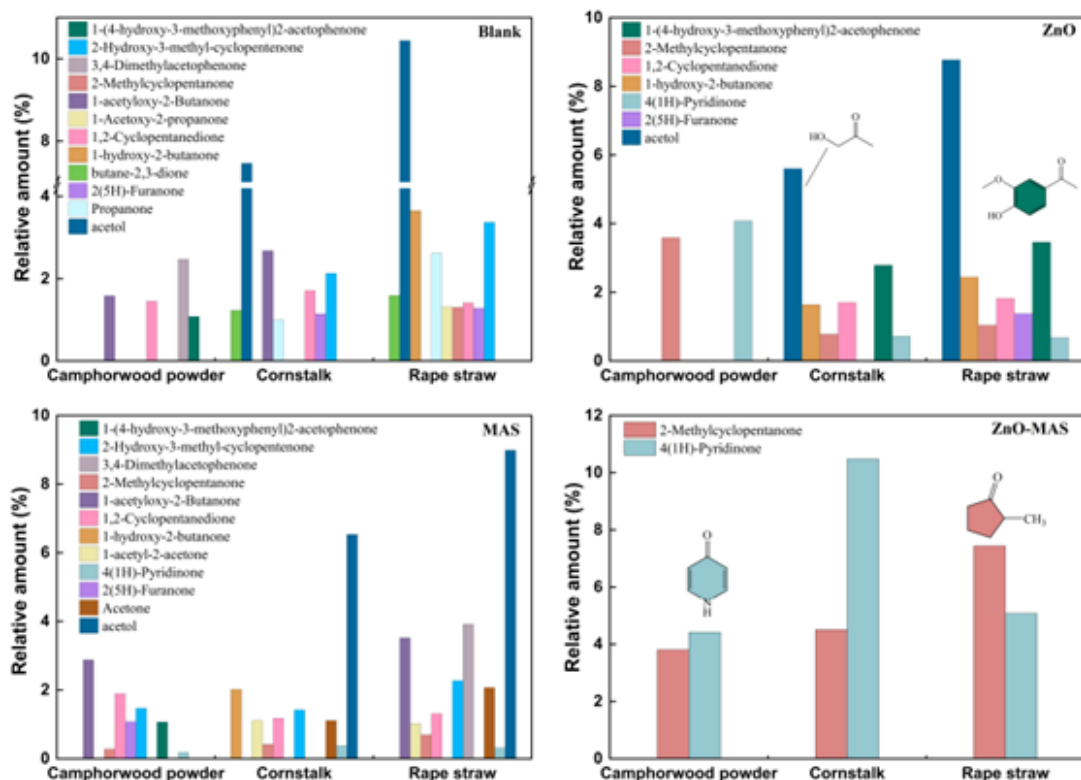 Blank
1-(4-hydroxy-3-methoxyphenyl)2-acetophenone
2-Hydroxy-3-methyl-cyclopentenone
3,4-Dimethylacetophenone
2-Methylcyclopentanone
1-acetyloxy-2-Butanone
1-Acetoxy-2-propanone
1,2-Cyclopentanedione
1-hydroxy-2-butanone
butane-2,3-dione
2(5H)-Furanone
Propanone
acetol
Relative amount (%)
10
8
4
2
0
Camphorwood powder Cornstalk Rape straw
ZnO
1-(4-hydroxy-3-methoxyphenyl)2-acetophenone
2-Methylcyclopentanone
1,2-Cyclopentanedione
1-hydroxy-2-butanone
4(1H)-Pyridinone
2(5H)-Furanone
acetol
HO
O
O
O
HO
Relative amount (%)
10
8
6
4
2
0
Camphorwood powder Cornstalk Rape straw
MAS
1-(4-hydroxy-3-methoxyphenyl)2-acetophenone
2-Hydroxy-3-methyl-cyclopentenone
3,4-Dimethylacetophenone
2-Methylcyclopentanone
1-acetyloxy-2-Butanone
1,2-Cyclopentanedione
1-hydroxy-2-butanone
1-acetyl-2-acetone
4(1H)-Pyridinone
2(5H)-Furanone
Acetone
acetol
Relative amount (%)
10
8
6
4
2
0
Camphorwood powder Cornstalk Rape straw
ZnO-MAS
2-Methylcyclopentanone
4(1H)-Pyridinone
O
N
H
O
CH3
Relative amount (%)
12
10
8
6
4
2
0
Camphorwood powder Cornstalk Rape straw